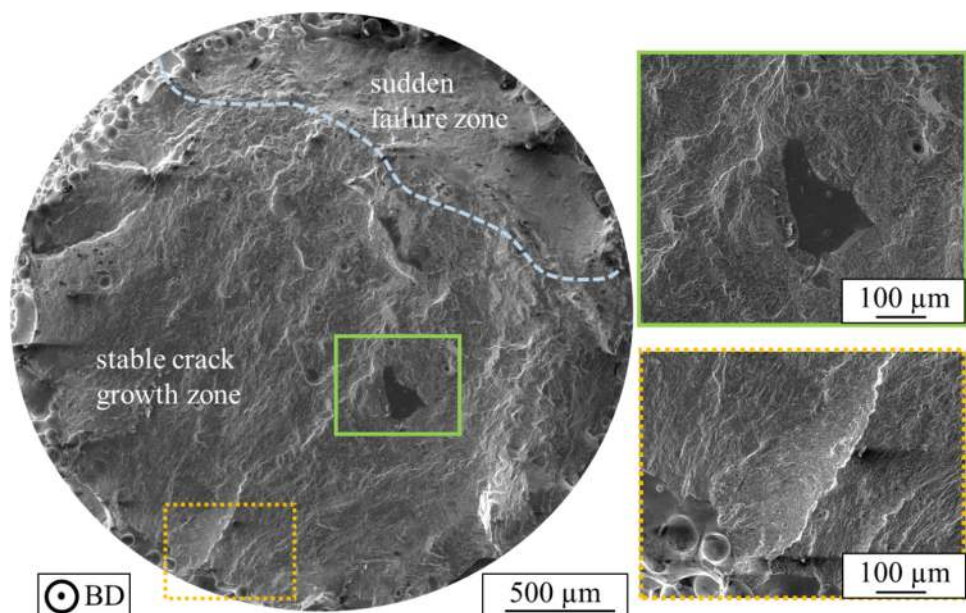 sudden
failure zone
stable crack
growth zone
BD
500 µm
100 µm
100 µm